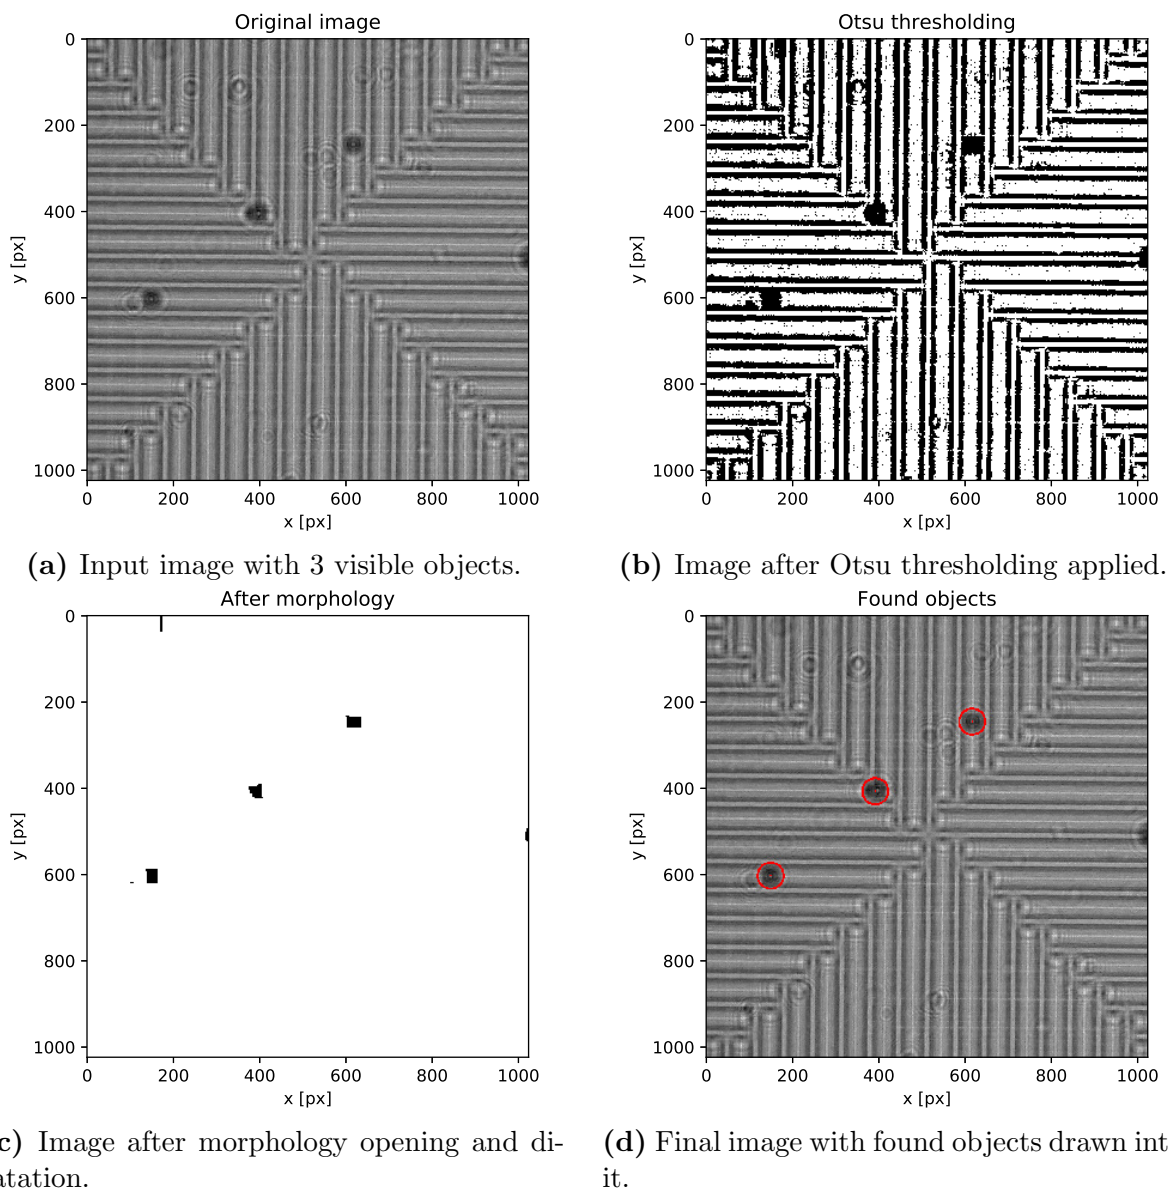 Original image
Otsu thresholding
0
200
400
600
800
1000
y [px]
0 200 400 600 800 1000
x [px]
0
200
400
600
800
1000
y [px]
0 200 400 600 800 1000
x [px]
(a) Input image with 3 visible objects.
(b) Image after Otsu thresholding applied.
After morphology
Found objects
0
200
400
600
800
1000
y [px]
0 200 400 600 800 1000
x [px]
0
200
400
600
800
1000
y [px]
0 200 400 600 800 1000
x [px]
c) Image after morphology opening and di-
atation.
(d) Final image with found objects drawn int
it.